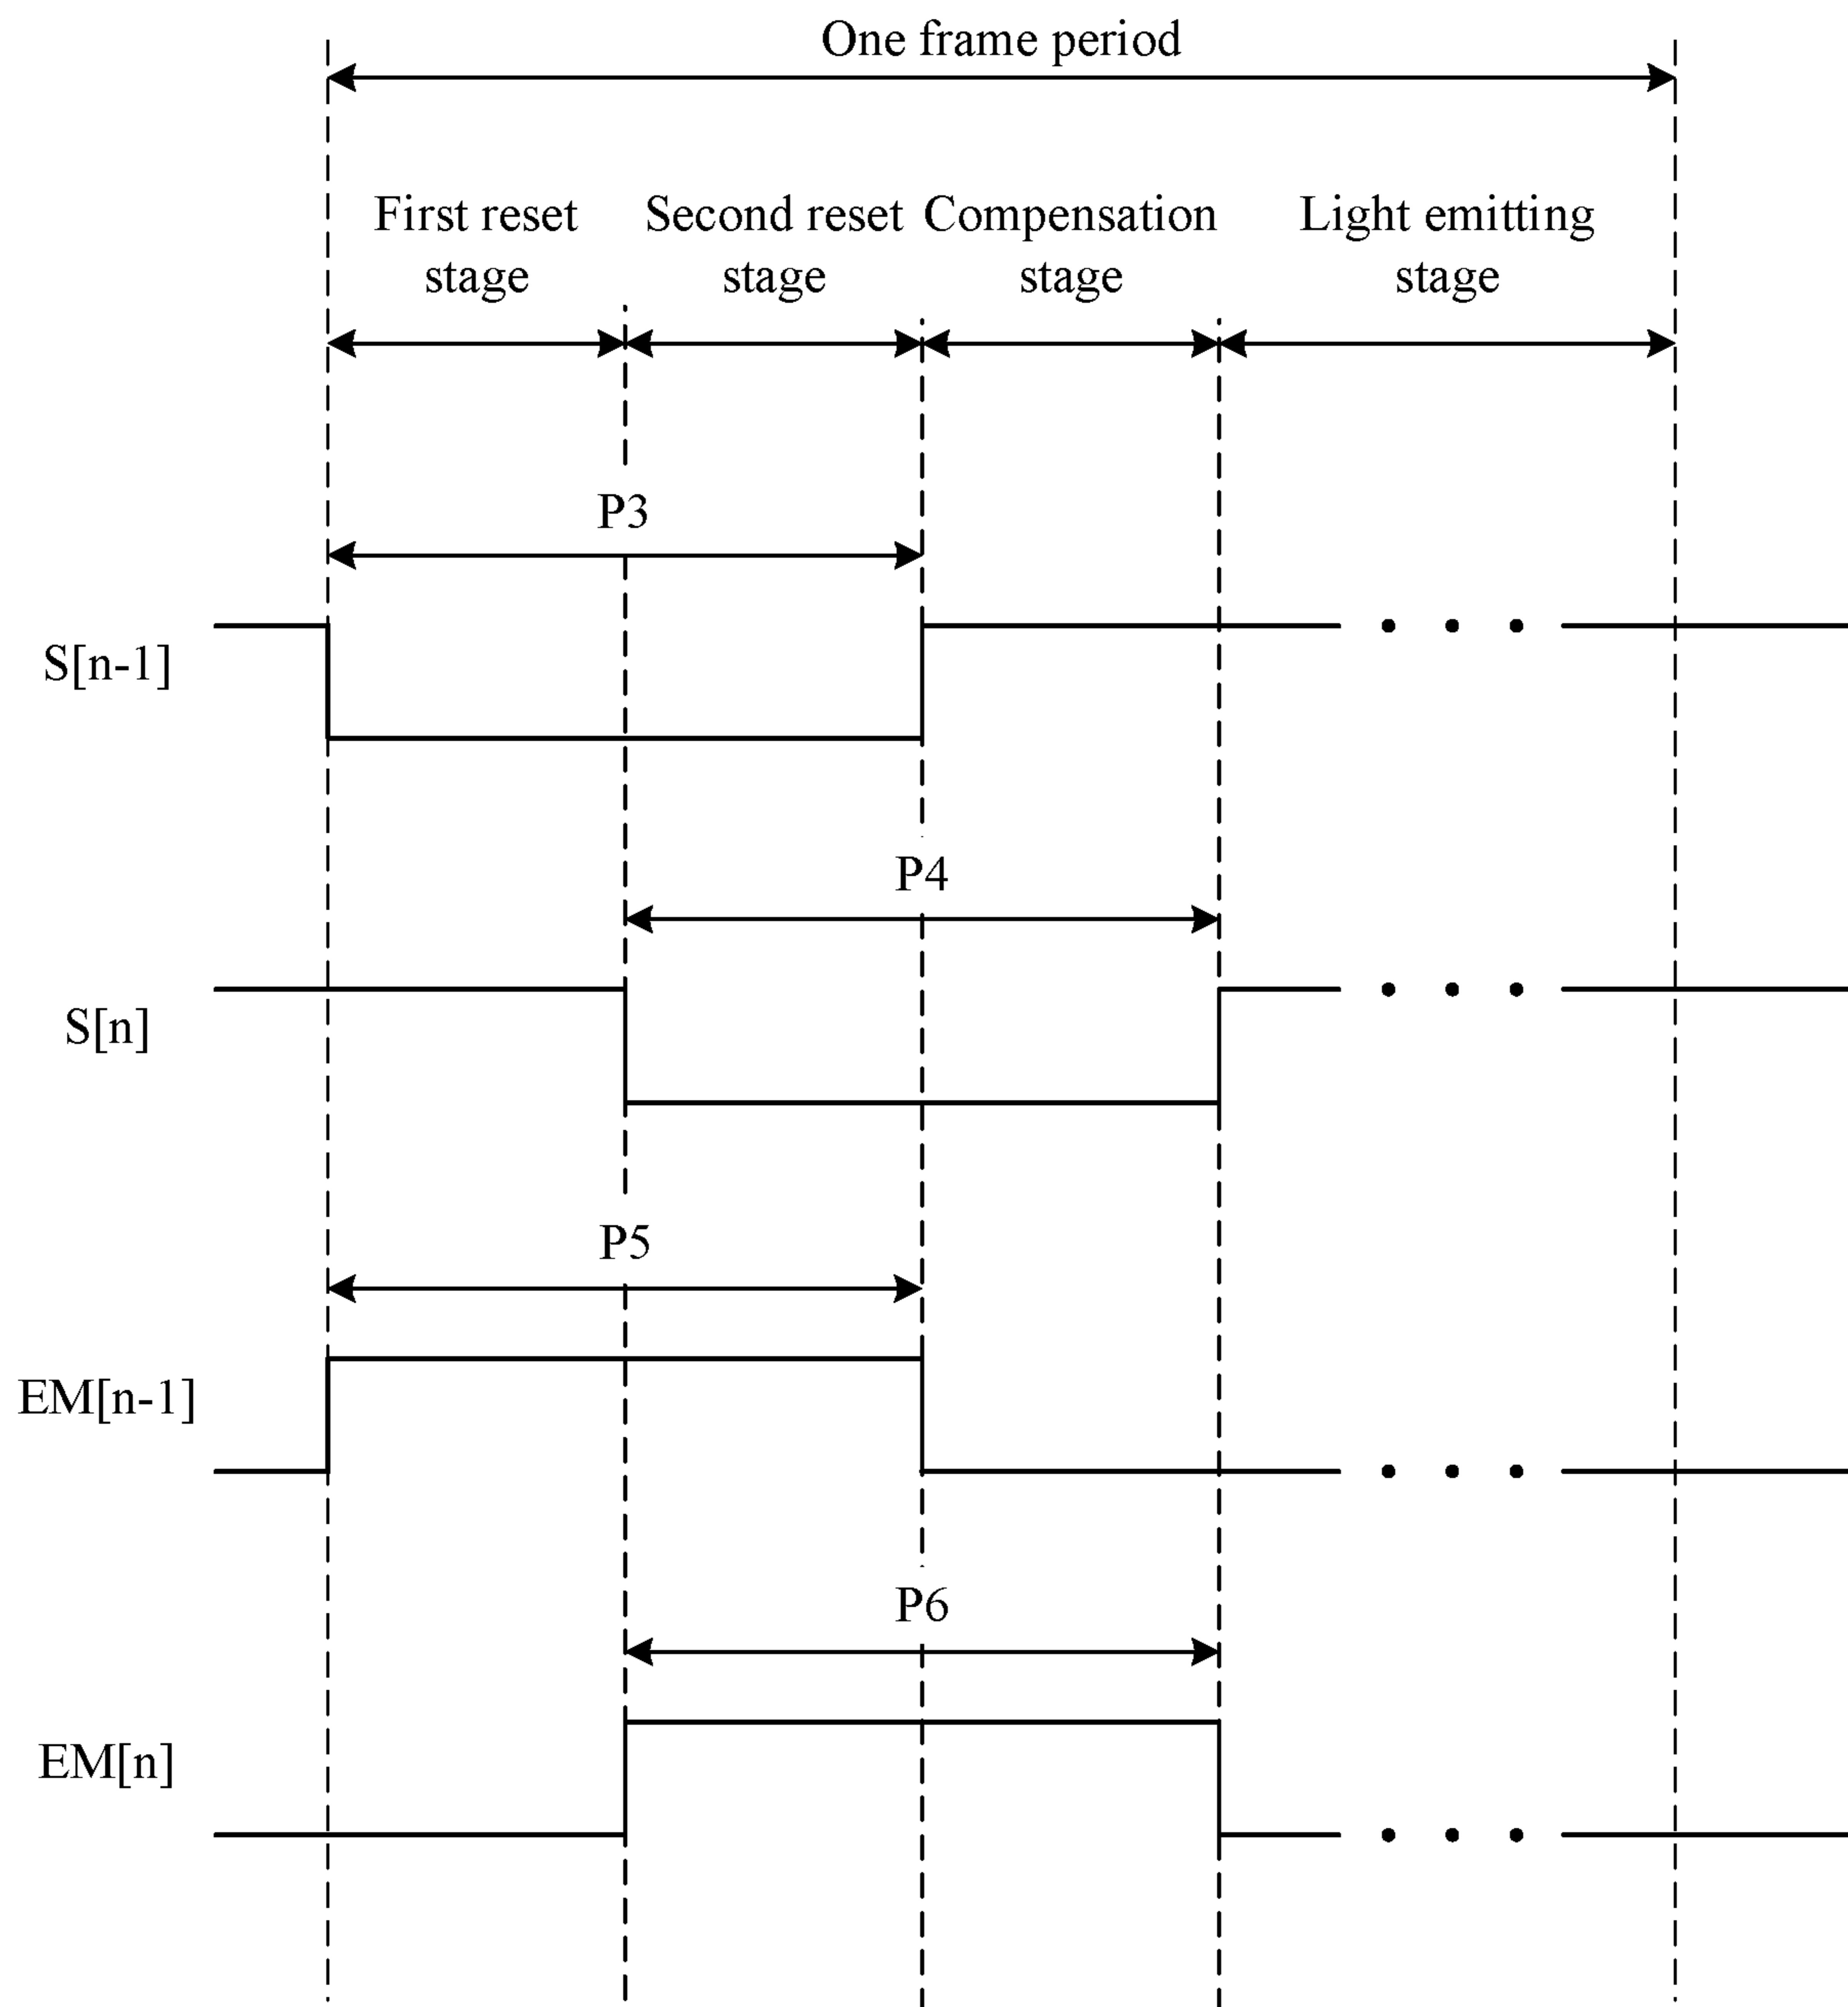 One frame period
First reset
stage
Second reset
stage
Compensation
stage
Light emitting
stage
P3
S[n-1]
P4
S[n]
P5
EM[n-1]
P6
EM[n]